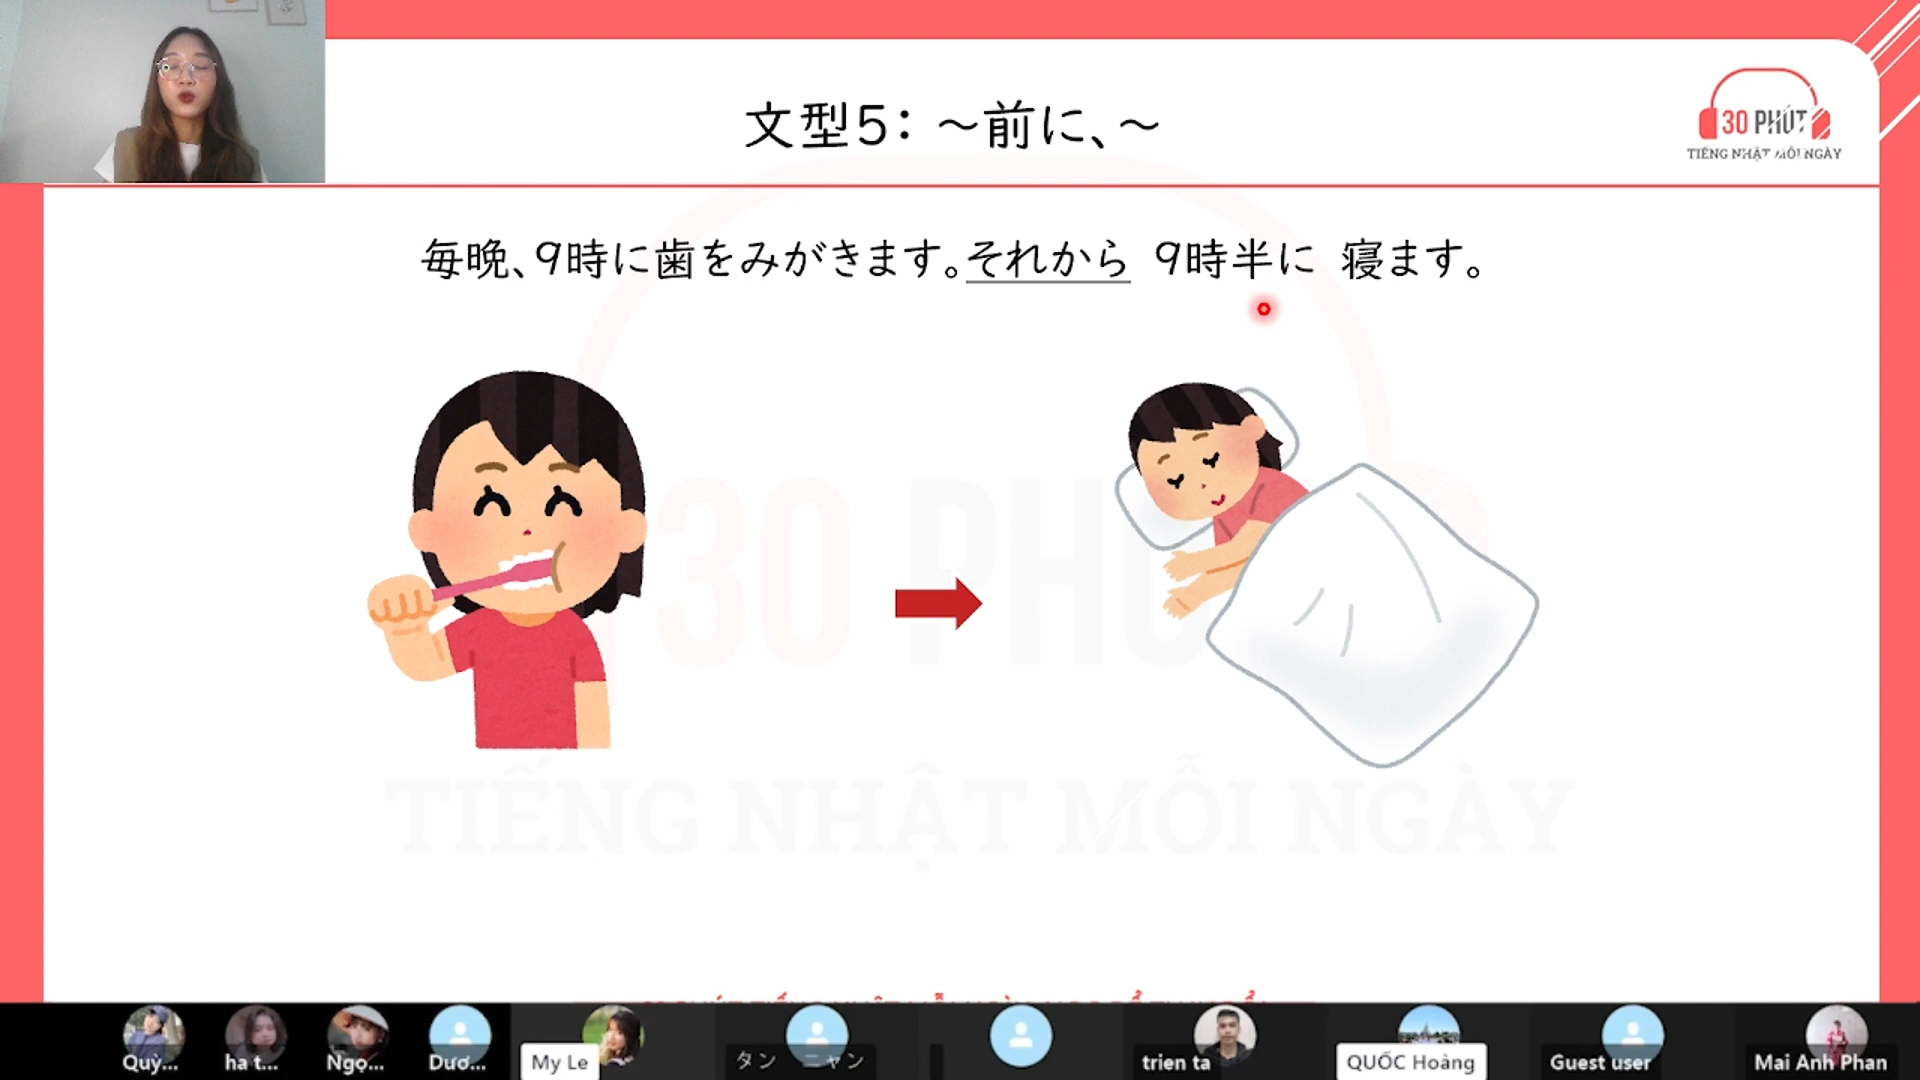 文型5：～前に、～
30 PHÚT
TIẾNG NHẬT MỖI NGÀY
毎晩、9時に歯をみがきます。それから 9時半に 寝ます。
30 PHÚT
TIẾNG NHẬT MỖI NGÀY
Quỳ...
ha t...
Ngọ...
Dươ...
My Le
タン ニャン
trien ta
QUỐC Hoàng
Guest user
Mai Anh Phan